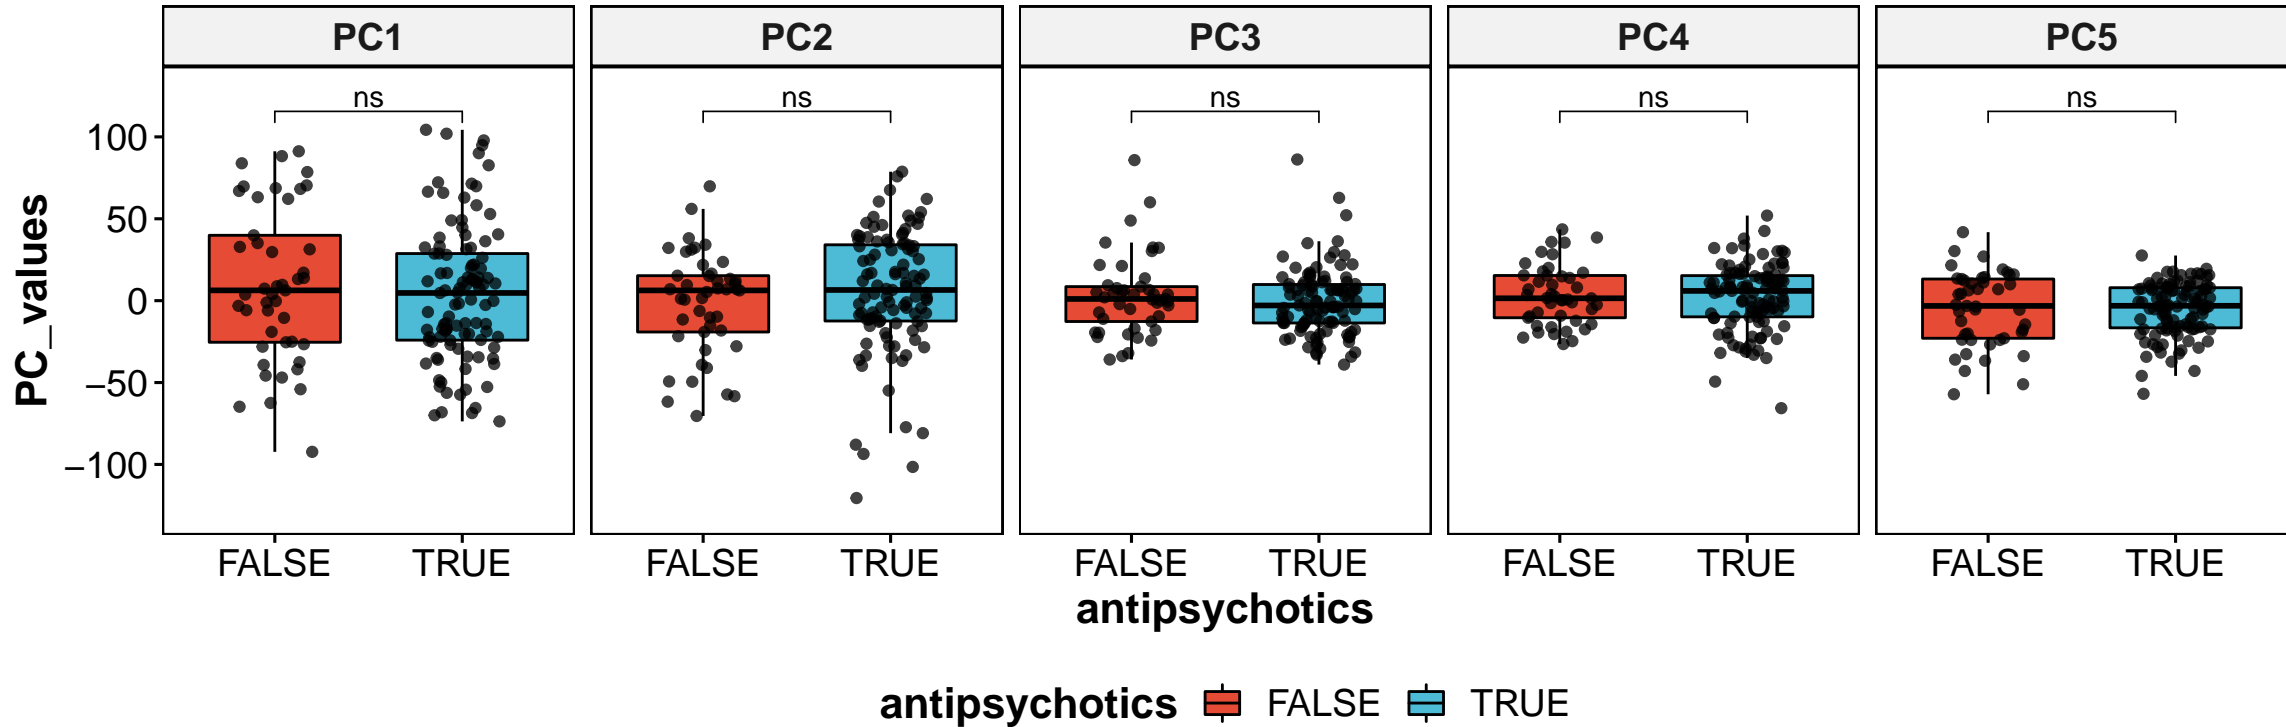 PC1 PC2 PC3 PC4 PC5
ns ns ns ns ns
PC_values
100
50
0
−50
−100
FALSE TRUE FALSE TRUE FALSE TRUE FALSE TRUE FALSE TRUE
antipsychotics
antipsychotics FALSE TRUE